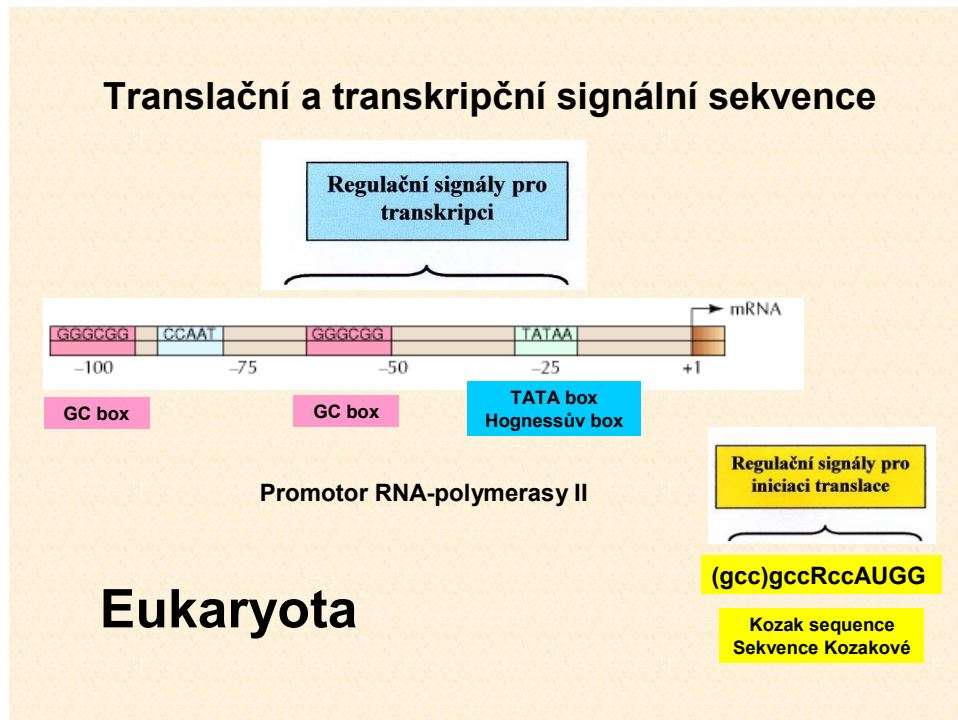 Translační a transkripční signální sekvence
Regulační signály pro
transkripci
mRNA
GGGCGG CCAAT GGGCGG TATAA
–100 –75 –50 –25 +1
GC box GC box TATA box
Hognessův box
Regulační signály pro
iniciaci translace
Promotor RNA-polymerasy II
(gcc)gccRccAUGG
Eukaryota
Kozak sequence
Sekvence Kozakové